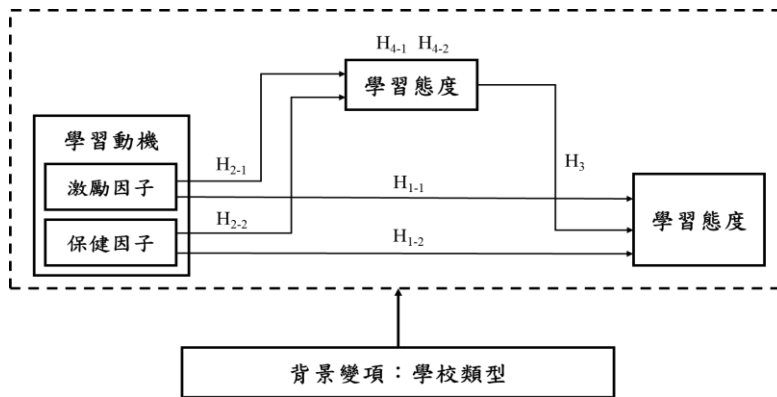 H4-1 H4-2
學習態度
學習動機
H2-1
H3
激勵因子
H1-1
學習態度
H2-2
保健因子
H1-2
背景變項：學校類型